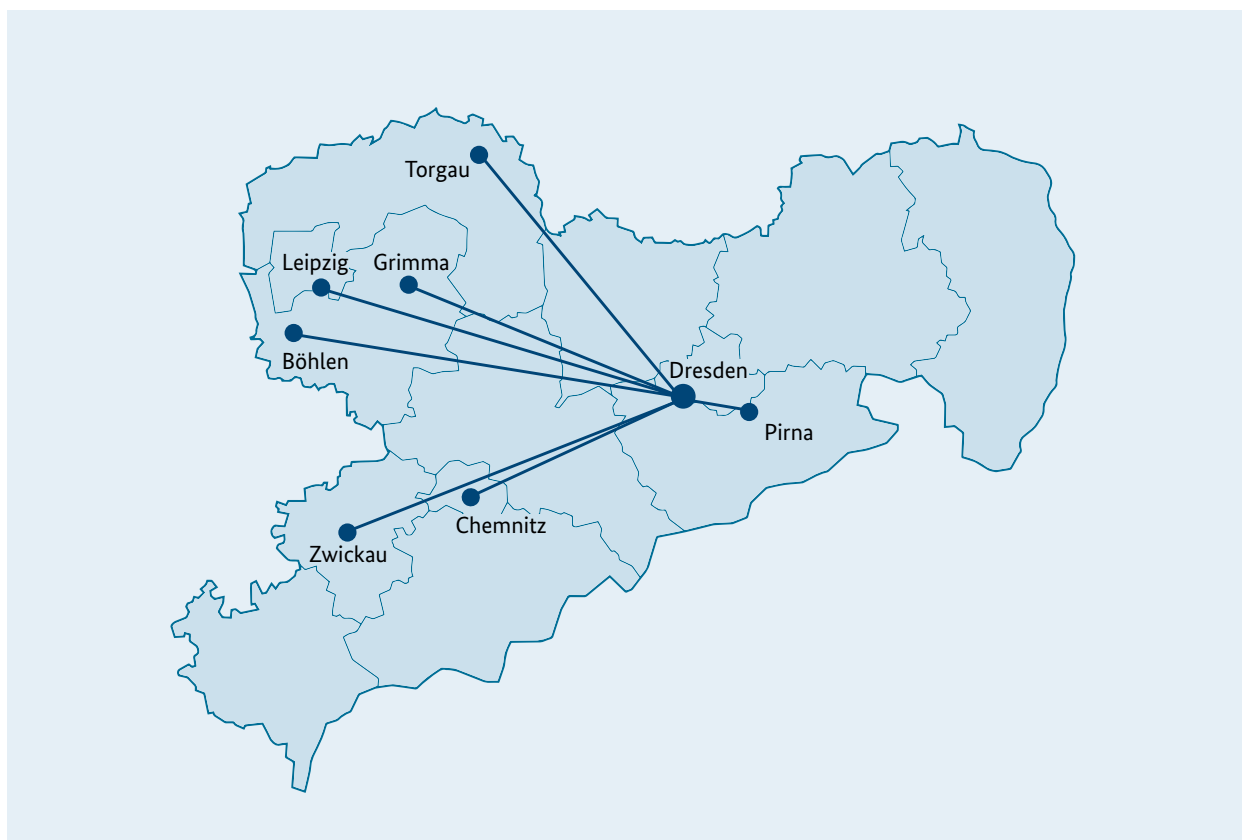 Torgau
Leipzig
Grimma
Böhlen
Dresden
Pirna
Chemnitz
Zwickau